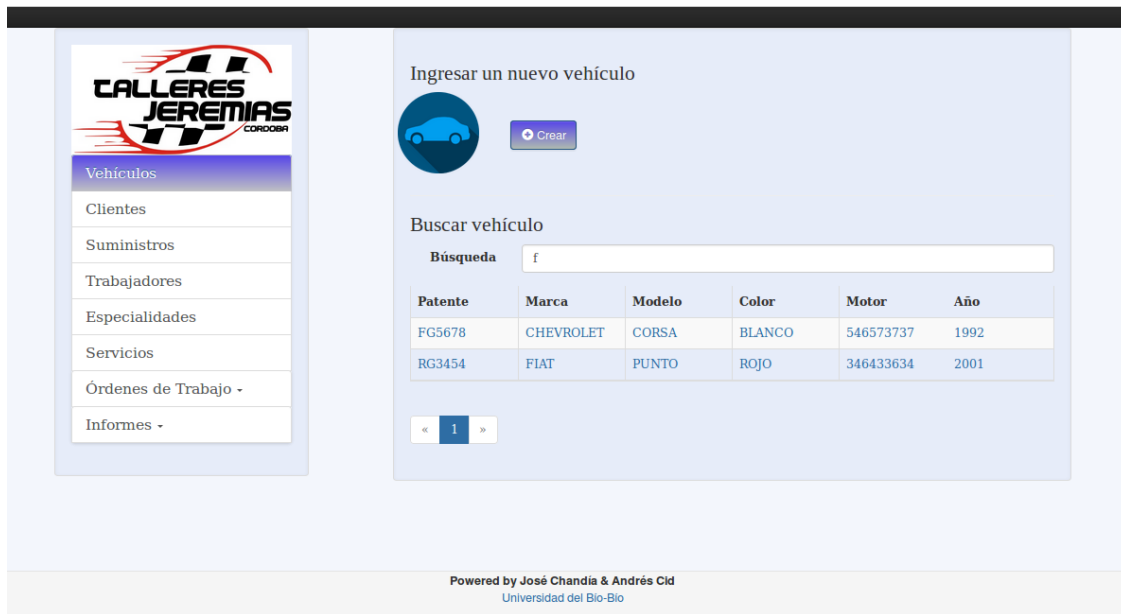 TALLERES
JEREMIAS
CORDOBA
Vehículos
Clientes
Suministros
Trabajadores
Especialidades
Servicios
Órdenes de Trabajo
Informes
Ingresar un nuevo vehículo
Crear
Buscar vehículo
Búsqueda f
Patente Marca Modelo Color Motor Año
FG5678 CHEVROLET CORSA BLANCO 546573737 1992
RG3454 FIAT PUNTO ROJO 346433634 2001
« 1 »
Powered by José Chandía & Andrés Cid
Universidad del Bio-Bio